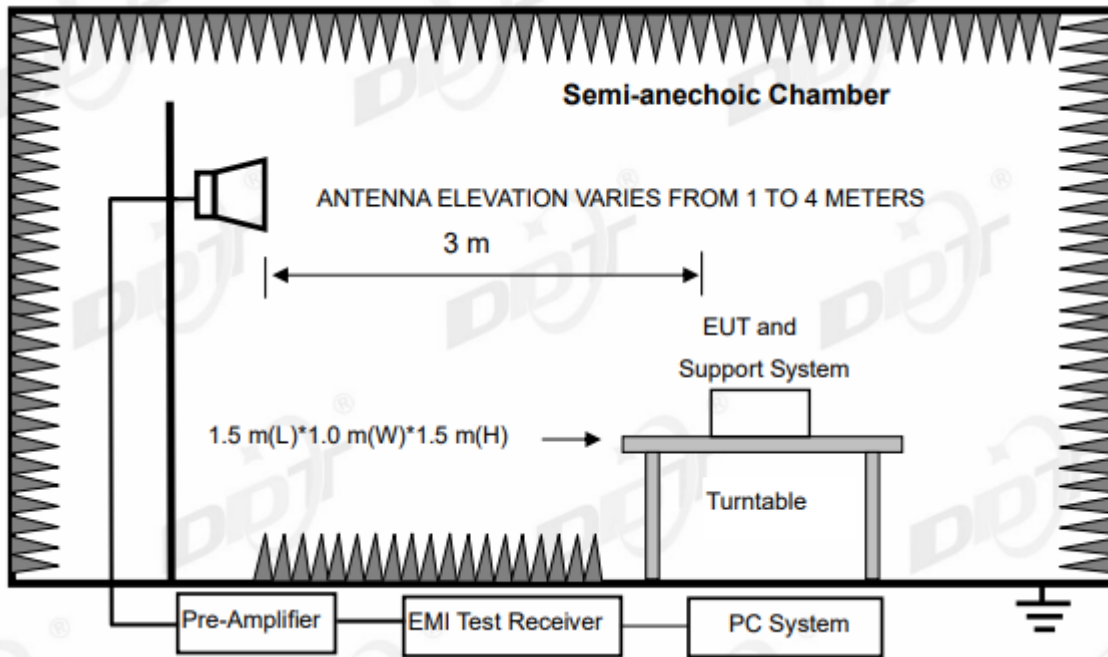 Semi-anechoic Chamber
ANTENNA ELEVATION VARIES FROM 1 TO 4 METERS
3 m
EUT and
Support System
1.5 m(L)*1.0 m(W)*1.5 m(H)
Turntable
Pre-Amplifier
EMI Test Receiver
PC System
DDT
®